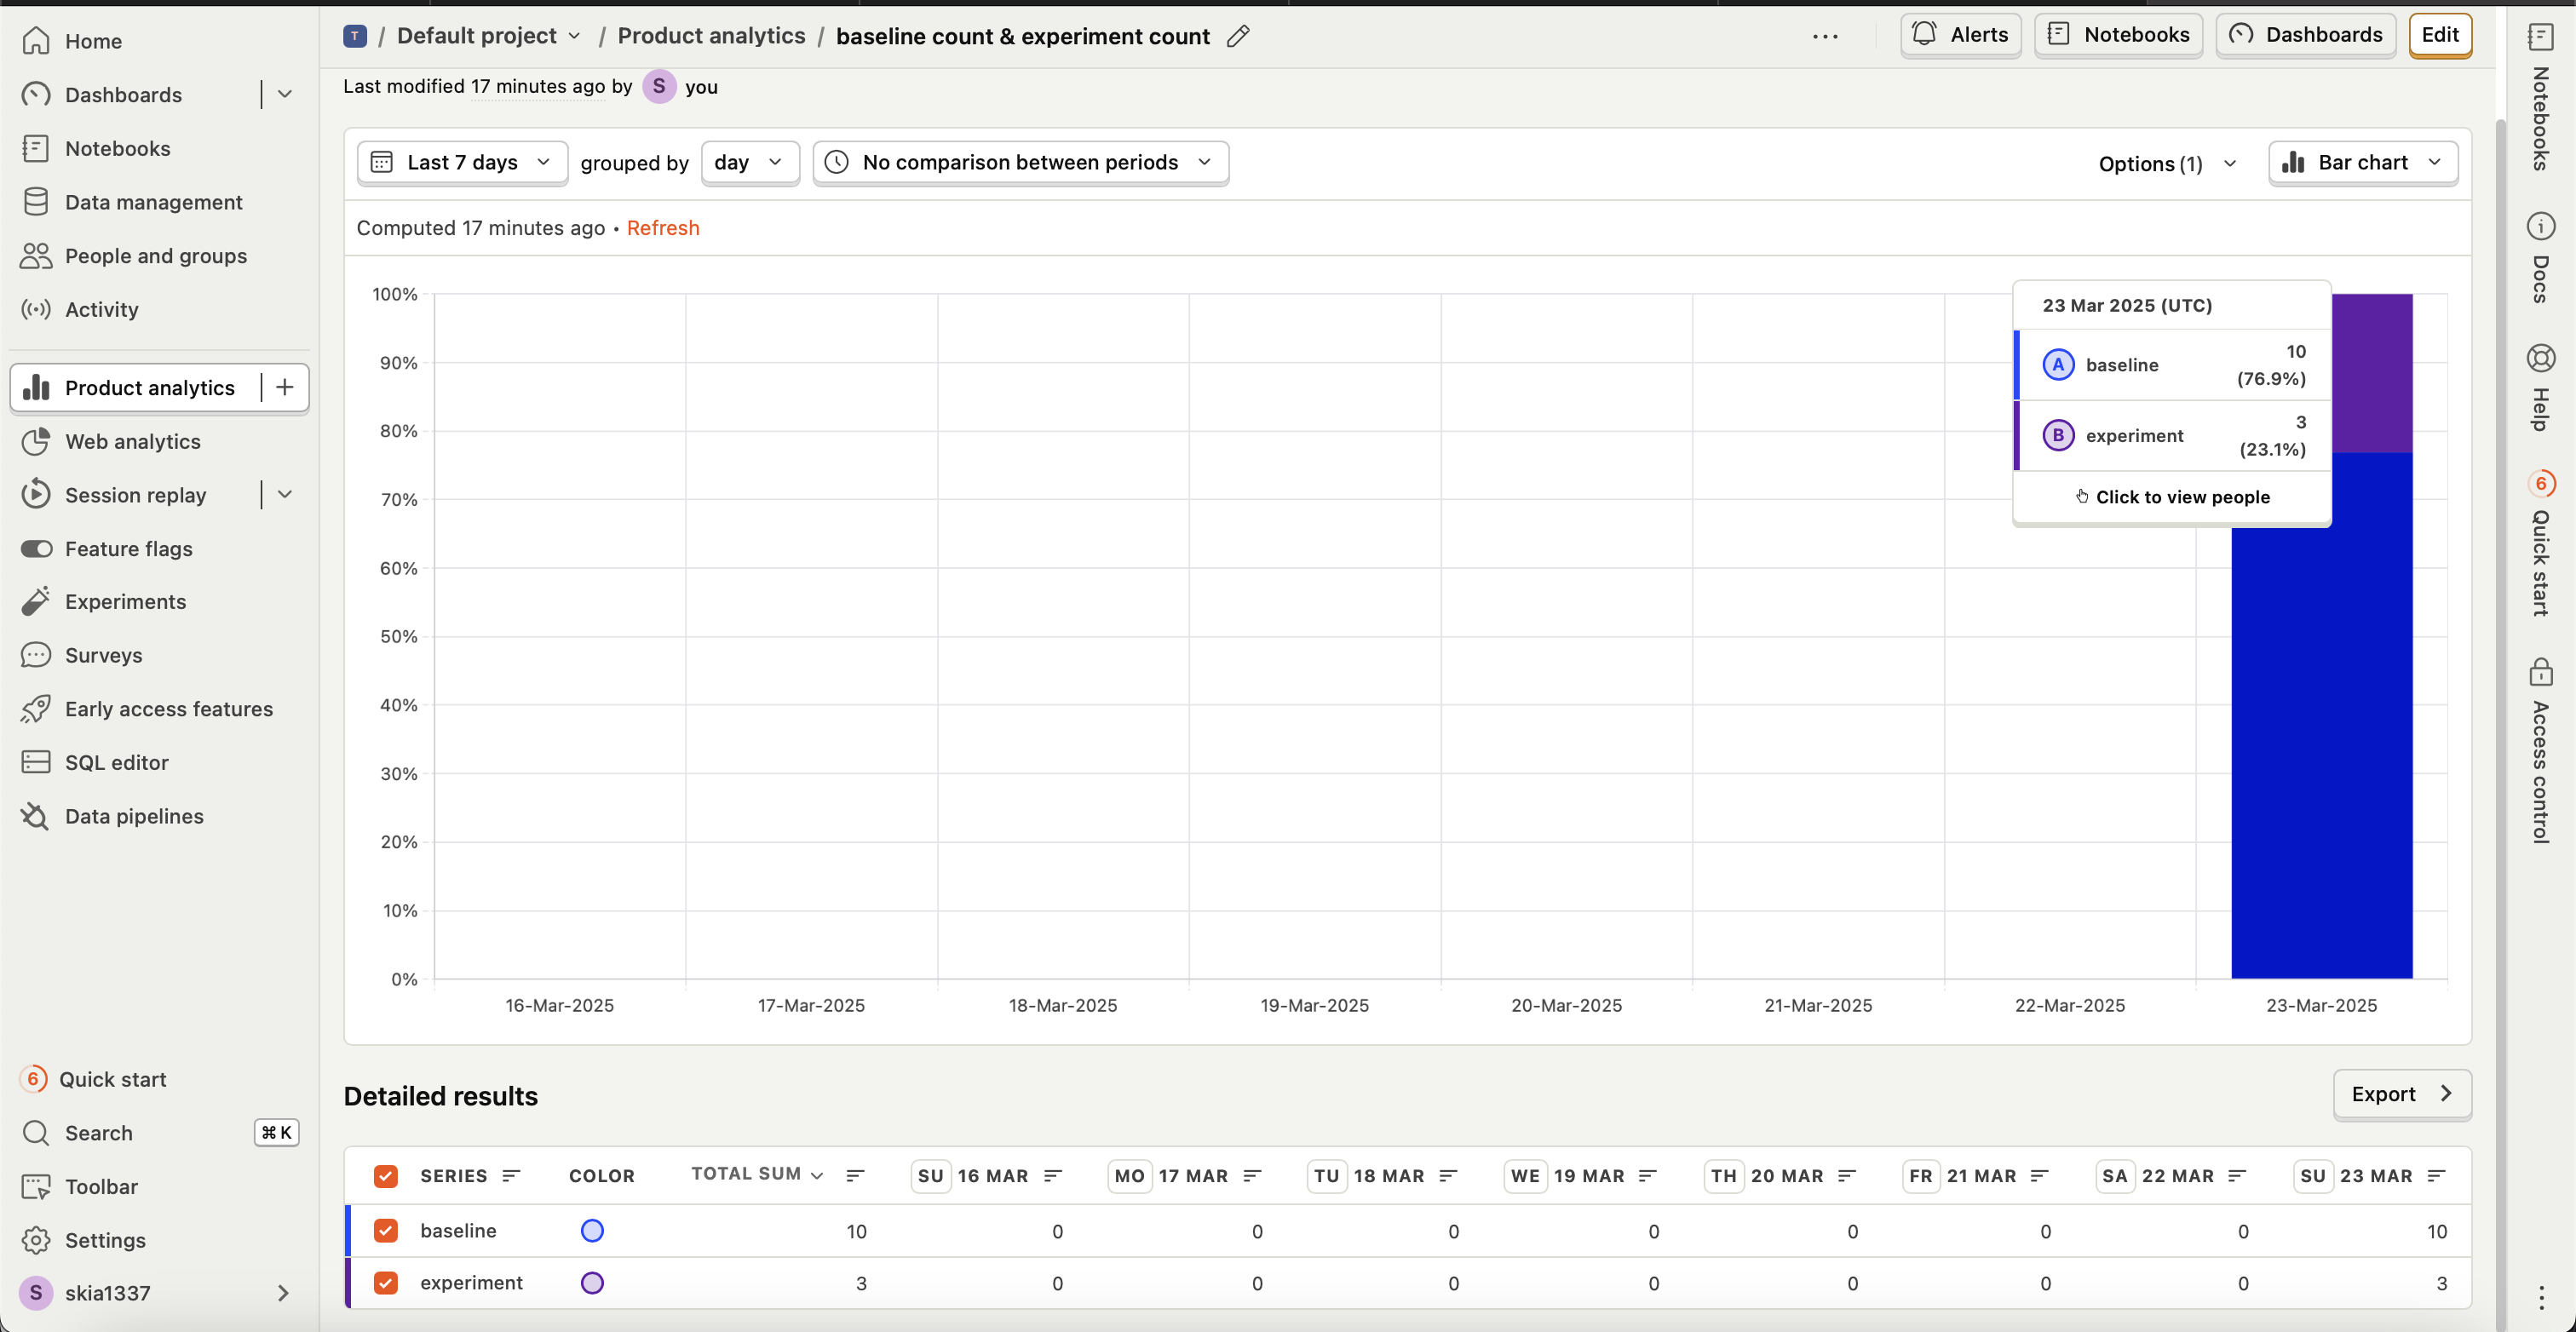 Home
Dashboards
Notebooks
Data management
People and groups
Activity
Product analytics
Web analytics
Session replay
Feature flags
Experiments
Surveys
Early access features
SQL editor
Data pipelines
6 Quick start
Search ⌘ K
Toolbar
Settings
S skia1337
T / Default project / Product analytics / baseline count & experiment count
Alerts Notebooks Dashboards Edit
Last modified 17 minutes ago by S you
Last 7 days grouped by day No comparison between periods Options (1) Bar chart
Computed 17 minutes ago • Refresh
100%
90%
80%
70%
60%
50%
40%
30%
20%
10%
0%
23 Mar 2025 (UTC)
A baseline 10
(76.9%)
B experiment 3
(23.1%)
Click to view people
16-Mar-2025 17-Mar-2025 18-Mar-2025 19-Mar-2025 20-Mar-2025 21-Mar-2025 22-Mar-2025 23-Mar-2025
Detailed results Export
SERIES COLOR TOTAL SUM SU 16 MAR MO 17 MAR TU 18 MAR WE 19 MAR TH 20 MAR FR 21 MAR SA 22 MAR SU 23 MAR
baseline 10 0 0 0 0 0 0 0 10
experiment 3 0 0 0 0 0 0 0 3
Notebooks
Docs
Help
6 Quick start
Access control